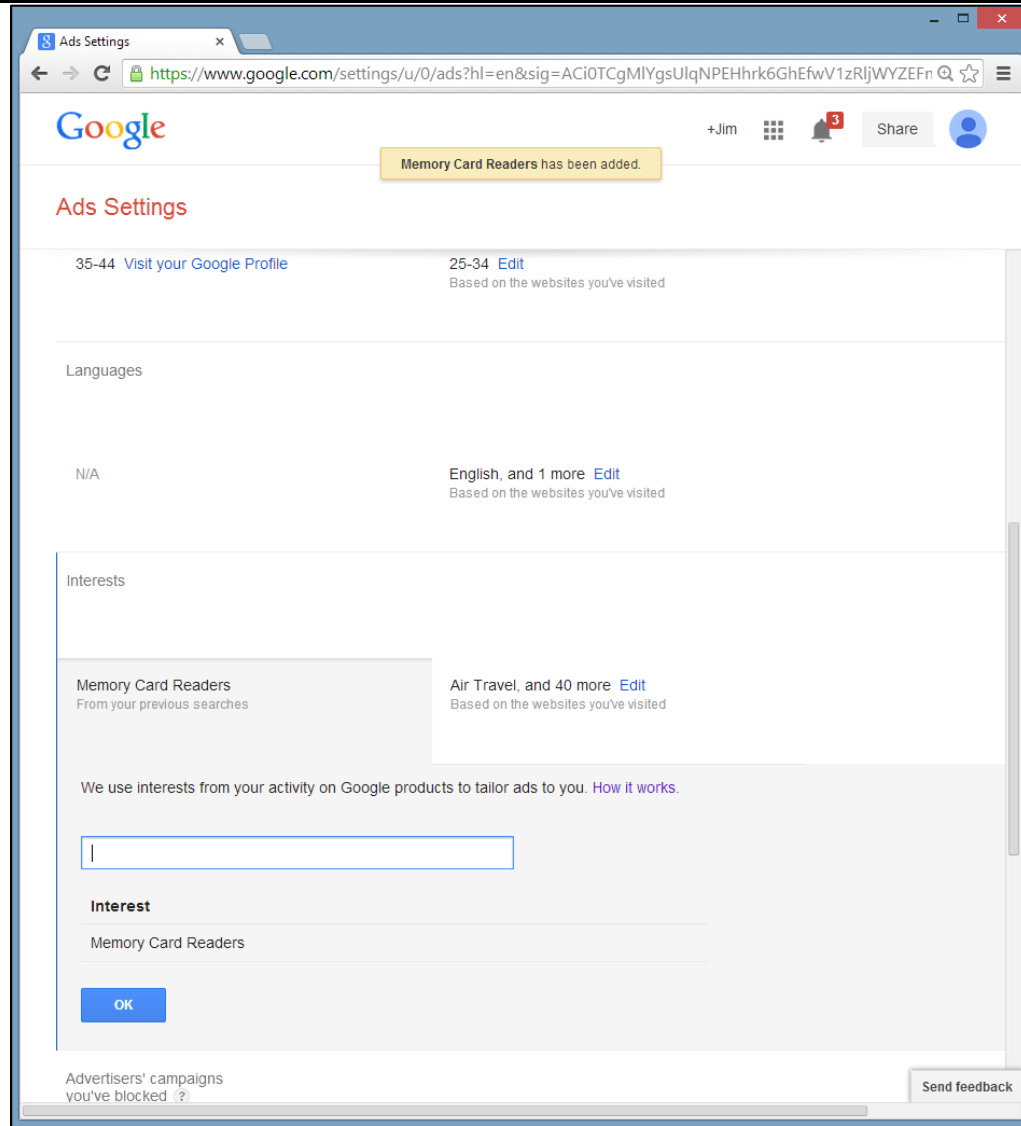 Ads Settings
https://www.google.com/settings/u/0/ads?hl=en&sig=ACi0TCgMlYgsUlqNPEHhrk6GhEfwV1zRljWYZEFr
Google
+Jim
3
Share
Memory Card Readers has been added.
Ads Settings
35-44 Visit your Google Profile
25-34 Edit
Based on the websites you've visited
Languages
N/A
English, and 1 more Edit
Based on the websites you've visited
Interests
Memory Card Readers
From your previous searches
Air Travel, and 40 more Edit
Based on the websites you've visited
We use interests from your activity on Google products to tailor ads to you. How it works.
Interest
Memory Card Readers
OK
Advertisers' campaigns
you've blocked ?
Send feedback